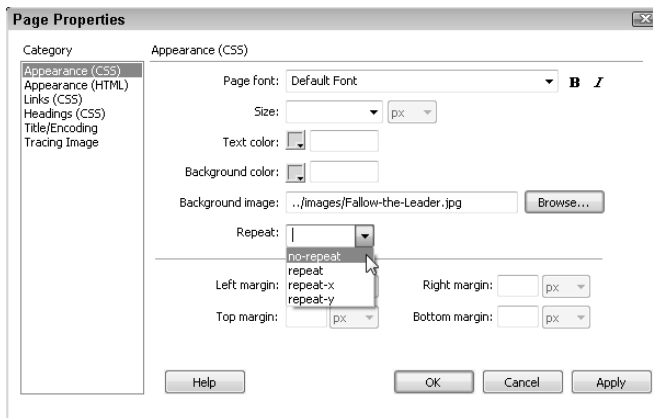 Page Properties
Category
Appearance (CSS)
Appearance (HTML)
Links (CSS)
Headings (CSS)
Title/Encoding
Tracing Image
Appearance (CSS)
Page font: Default Font B I
Size: px
Text color:
Background color:
Background image: ../images/Fallow-the-Leader.jpg Browse...
Repeat:
no-repeat
repeat
repeat-x
repeat-y
Left margin: Right margin: px
Top margin: px Bottom margin: px
Help OK Cancel Apply